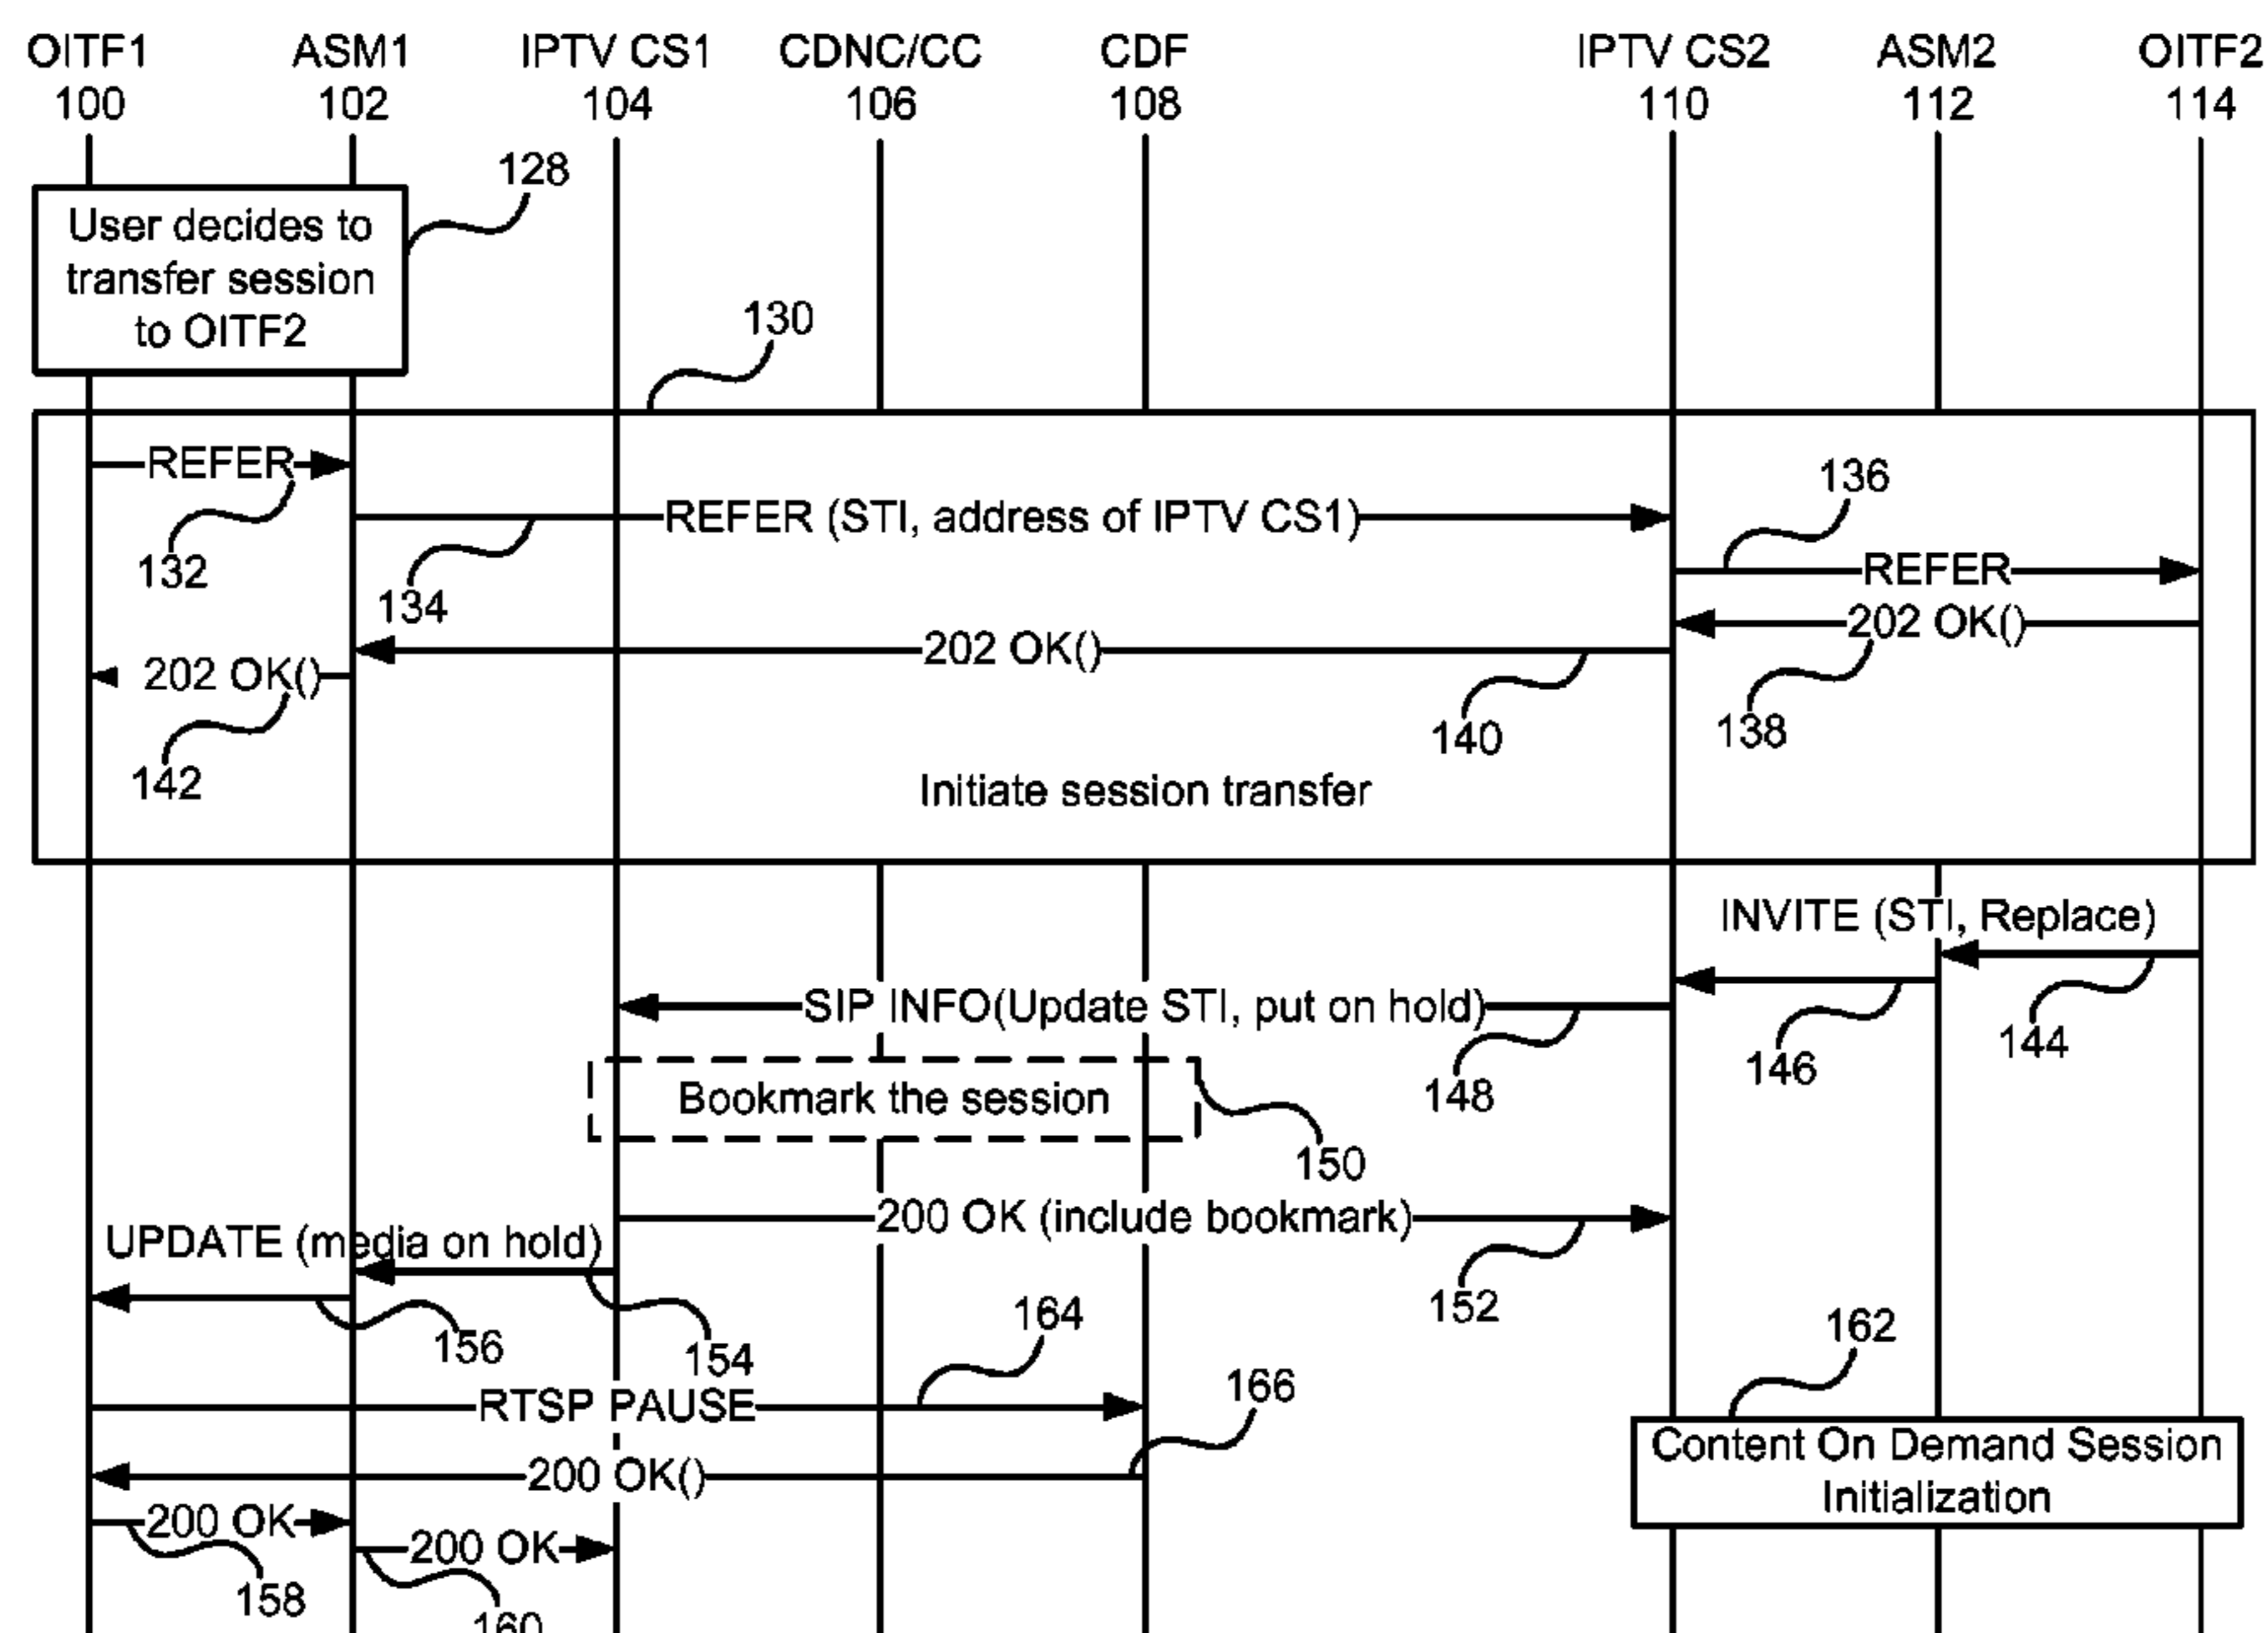 OITF1 ASM1 IPTV CS1 CDNC/CC CDF IPTV CS2 ASM2 OITF2
100 102 104 106 108 110 112 114
128
User decides to
transfer session
to OITF2
130
REFER
132
REFER (STI, address of IPTV CS1)
134
136
REFER
202 OK()
138
202 OK()
140
202 OK()
142
Initiate session transfer
INVITE (STI, Replace)
144
146
SIP INFO(Update STI, put on hold)
148
Bookmark the session
150
200 OK (include bookmark)
152
UPDATE (media on hold)
154
156
164
RTSP PAUSE
166
200 OK()
162
Content On Demand Session
Initialization
200 OK
158
200 OK
160